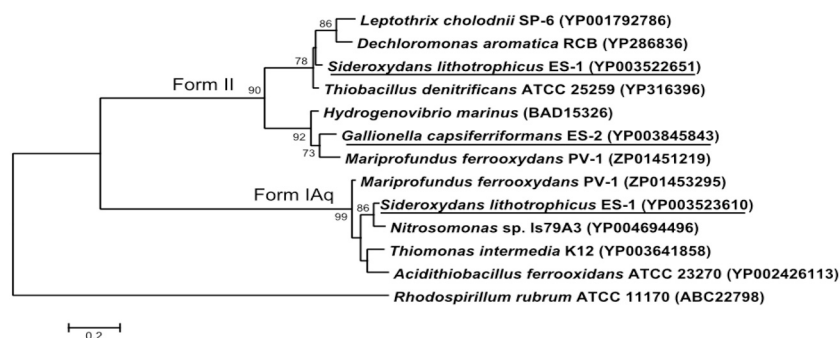 86
Leptothrix cholodnii SP-6 (YP001792786)
Dechloromonas aromatica RCB (YP286836)
78
Sideroxydans lithotrophicus ES-1 (YP003522651)
Form II
90
Thiobacillus denitrificans ATCC 25259 (YP316396)
Hydrogenovibrio marinus (BAD15326)
92
Gallionella capsiferriformans ES-2 (YP003845843)
73
Mariprofundus ferrooxydans PV-1 (ZP01451219)
Mariprofundus ferrooxydans PV-1 (ZP01453295)
Form IAq
99
86
Sideroxydans lithotrophicus ES-1 (YP003523610)
Nitrosomonas sp. Is79A3 (YP004694496)
Thiomonas intermedia K12 (YP003641858)
Acidithiobacillus ferrooxidans ATCC 23270 (YP002426113)
Rhodospirillum rubrum ATCC 11170 (ABC22798)
0.2